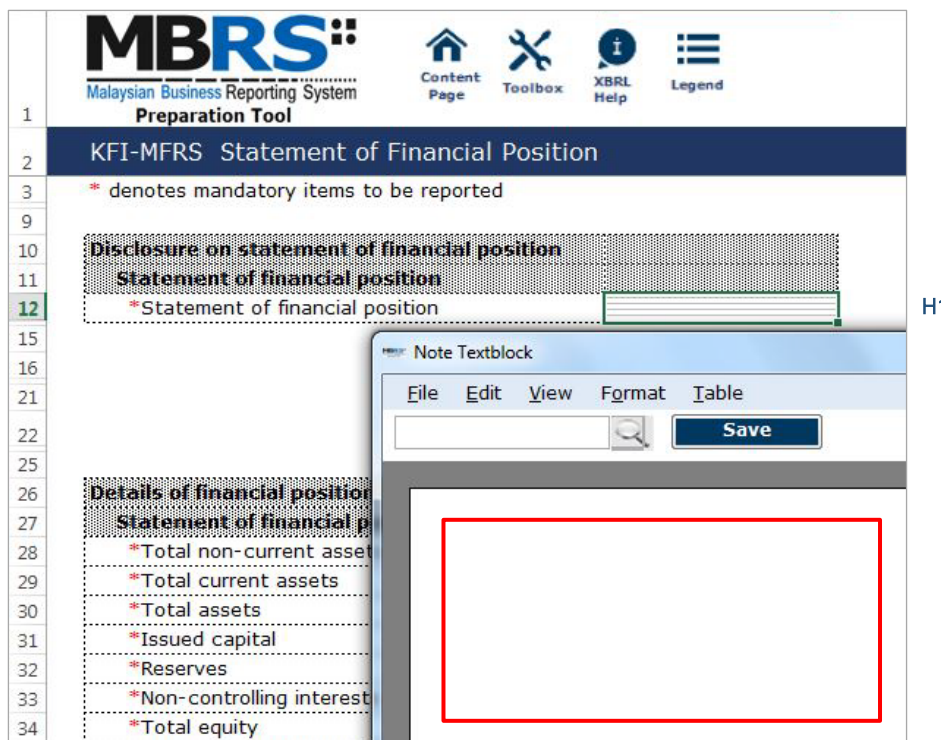 MBRS
Malaysian Business Reporting System
Preparation Tool
Content Page
Toolbox
XBRL Help
Legend
1
2 KFI-MFRS Statement of Financial Position
3 * denotes mandatory items to be reported
9
10 Disclosure on statement of financial position
11 Statement of financial position
12 *Statement of financial position
15
16
21
22
25
26 Details of financial position
27 Statement of financial p
28 *Total non-current asset
29 *Total current assets
30 *Total assets
31 *Issued capital
32 *Reserves
33 *Non-controlling interest
34 *Total equity
Note Textblock
File Edit View Format Table
Save